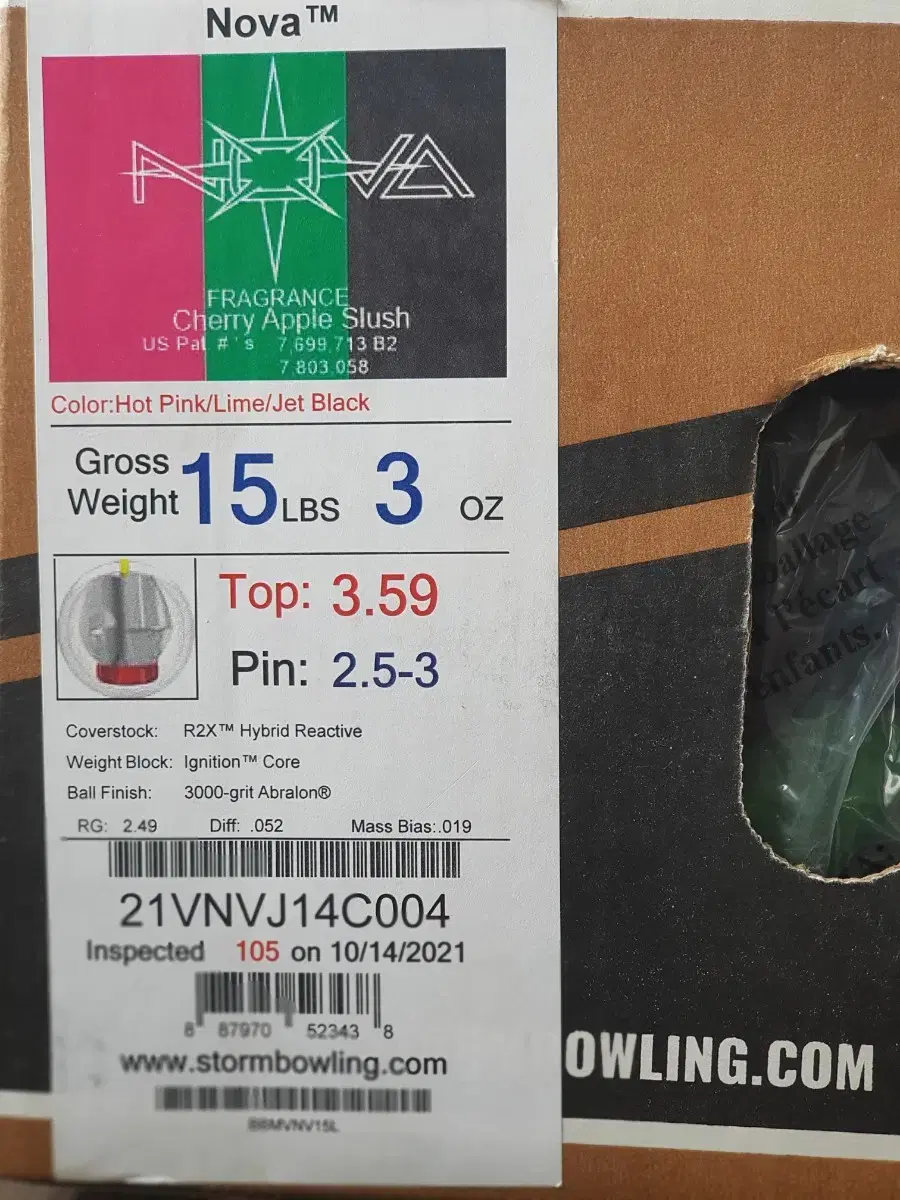 Nova™
NOVA
FRAGRANCE
Cherry Apple Slush
US Pat #'s 7,699,713 B2
7,803,058
Color:Hot Pink/Lime/Jet Black
Gross Weight 15 LBS 3 OZ
Top: 3.59
Pin: 2.5-3
Coverstock: R2X™ Hybrid Reactive
Weight Block: Ignition™ Core
Ball Finish: 3000-grit Abralon®
RG: 2.49 Diff: .052 Mass Bias:.019
21VNVJ14C004
Inspected 105 on 10/14/2021
8 87970 52343 8
www.stormbowling.com
BBMVNV15L
OWLING.COM
allage
l'écart
enfants.